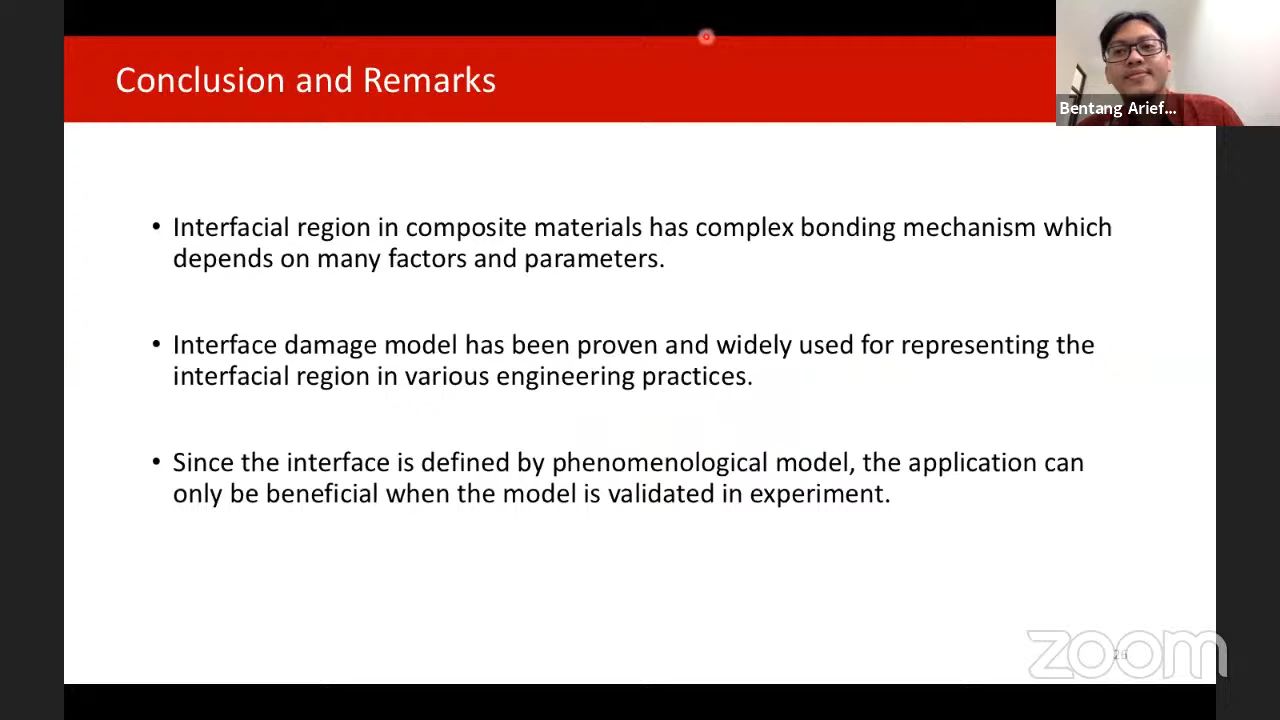 Conclusion and Remarks
Bentang Arief...
• Interfacial region in composite materials has complex bonding mechanism which
depends on many factors and parameters.
• Interface damage model has been proven and widely used for representing the
interfacial region in various engineering practices.
• Since the interface is defined by phenomenological model, the application can
only be beneficial when the model is validated in experiment.
26
zoom